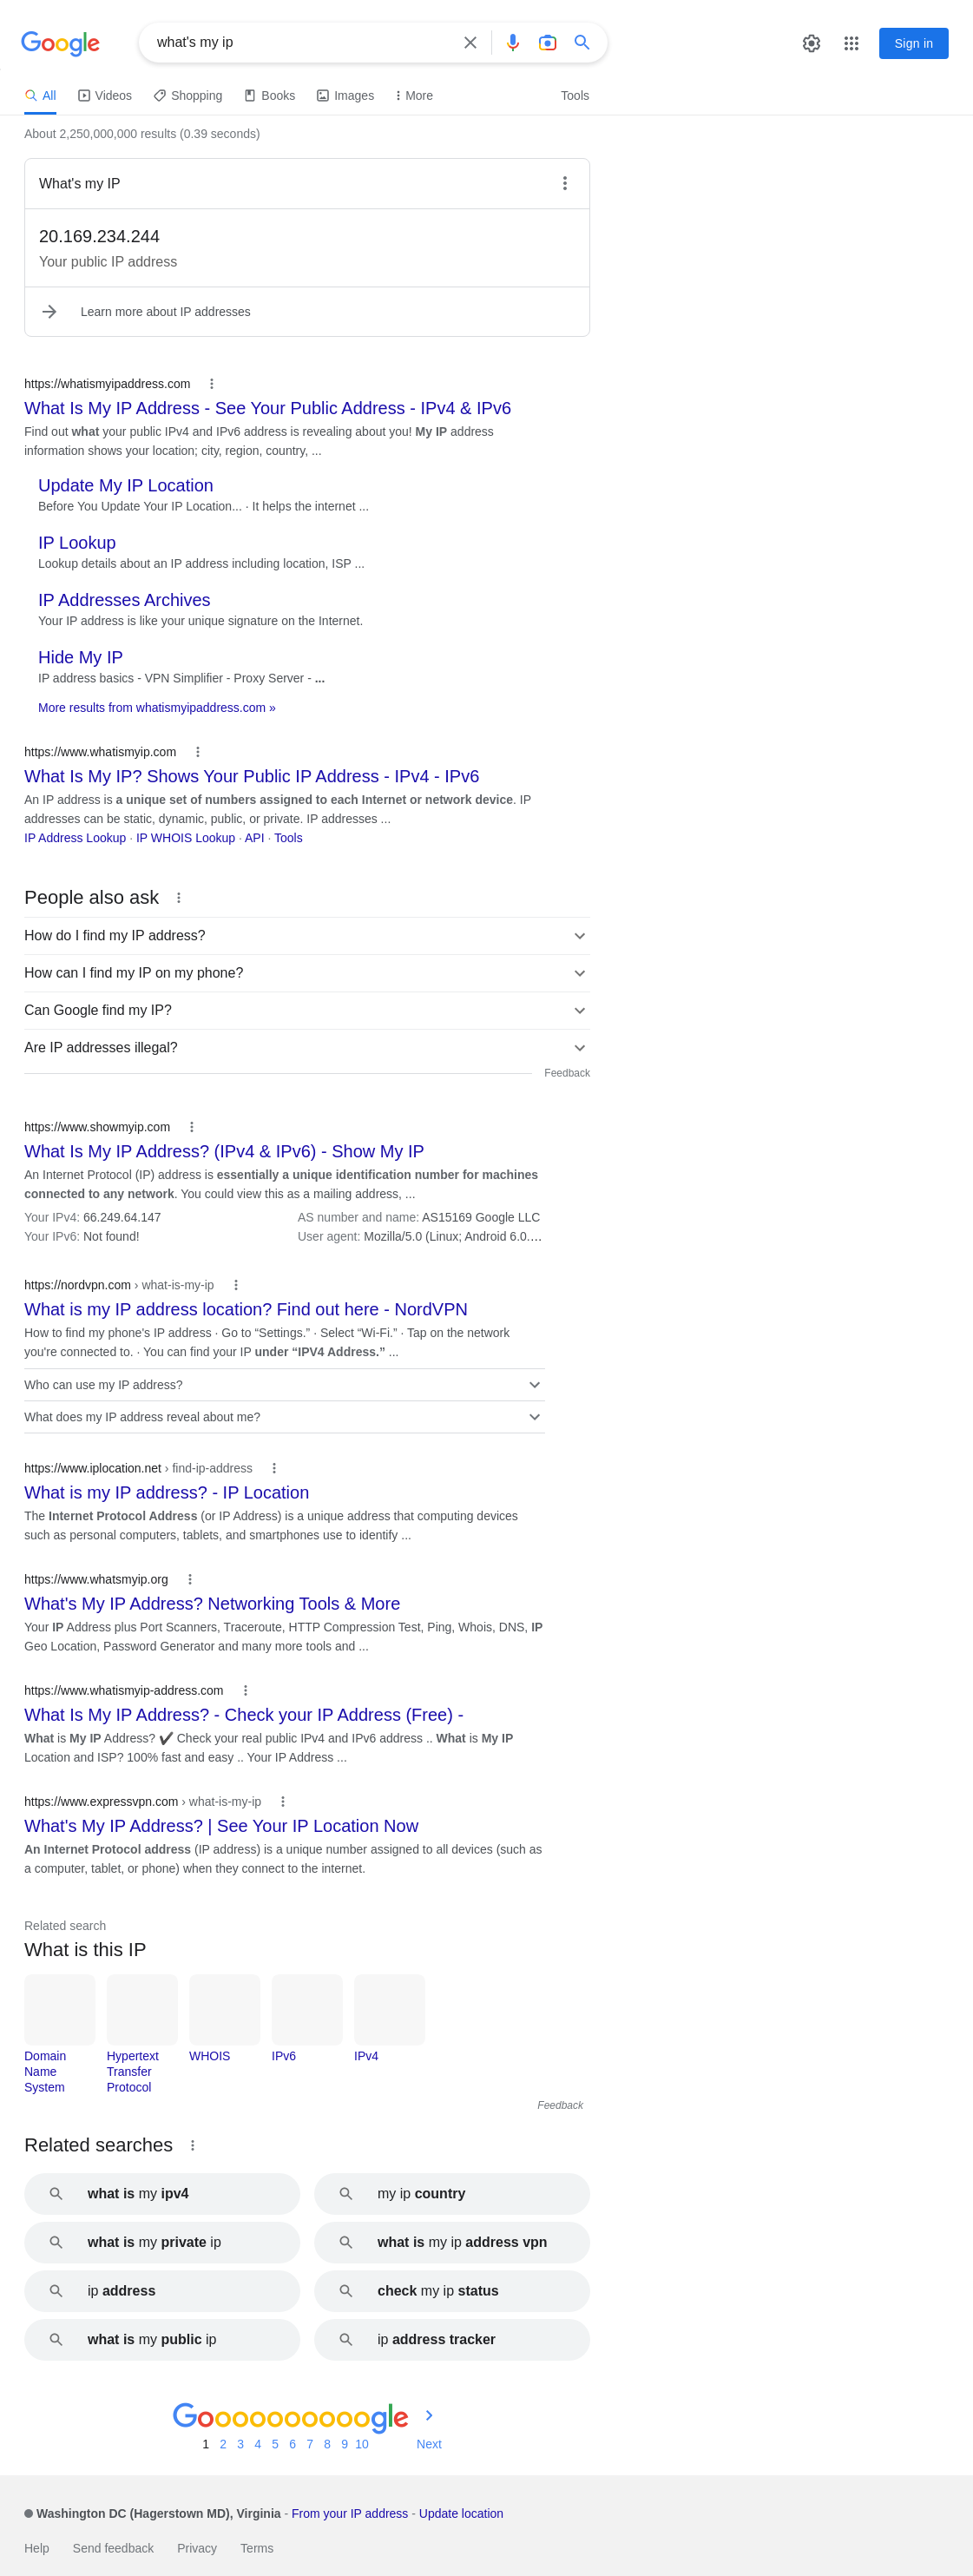 Google
what's my ip
Sign in
All Videos Shopping Books Images More Tools
About 2,250,000,000 results (0.39 seconds)
What's my IP
20.169.234.244
Your public IP address
Learn more about IP addresses
https://whatismyipaddress.com
What Is My IP Address - See Your Public Address - IPv4 & IPv6
Find out what your public IPv4 and IPv6 address is revealing about you! My IP address
information shows your location; city, region, country, ...
Update My IP Location
Before You Update Your IP Location... · It helps the internet ...
IP Lookup
Lookup details about an IP address including location, ISP ...
IP Addresses Archives
Your IP address is like your unique signature on the Internet.
Hide My IP
IP address basics - VPN Simplifier - Proxy Server - ...
More results from whatismyipaddress.com »
https://www.whatismyip.com
What Is My IP? Shows Your Public IP Address - IPv4 - IPv6
An IP address is a unique set of numbers assigned to each Internet or network device. IP
addresses can be static, dynamic, public, or private. IP addresses ...
IP Address Lookup · IP WHOIS Lookup · API · Tools
People also ask
How do I find my IP address?
How can I find my IP on my phone?
Can Google find my IP?
Are IP addresses illegal?
Feedback
https://www.showmyip.com
What Is My IP Address? (IPv4 & IPv6) - Show My IP
An Internet Protocol (IP) address is essentially a unique identification number for machines
connected to any network. You could view this as a mailing address, ...
Your IPv4: 66.249.64.147 AS number and name: AS15169 Google LLC
Your IPv6: Not found! User agent: Mozilla/5.0 (Linux; Android 6.0....
https://nordvpn.com › what-is-my-ip
What is my IP address location? Find out here - NordVPN
How to find my phone's IP address · Go to “Settings.” · Select “Wi-Fi.” · Tap on the network
you're connected to. · You can find your IP under “IPV4 Address.” ...
Who can use my IP address?
What does my IP address reveal about me?
https://www.iplocation.net › find-ip-address
What is my IP address? - IP Location
The Internet Protocol Address (or IP Address) is a unique address that computing devices
such as personal computers, tablets, and smartphones use to identify ...
https://www.whatsmyip.org
What's My IP Address? Networking Tools & More
Your IP Address plus Port Scanners, Traceroute, HTTP Compression Test, Ping, Whois, DNS, IP
Geo Location, Password Generator and many more tools and ...
https://www.whatismyip-address.com
What Is My IP Address? - Check your IP Address (Free) -
What is My IP Address? ✔ Check your real public IPv4 and IPv6 address .. What is My IP
Location and ISP? 100% fast and easy .. Your IP Address ...
https://www.expressvpn.com › what-is-my-ip
What's My IP Address? | See Your IP Location Now
An Internet Protocol address (IP address) is a unique number assigned to all devices (such as
a computer, tablet, or phone) when they connect to the internet.
Related search
What is this IP
Domain Name System
Hypertext Transfer Protocol
WHOIS
IPv6
IPv4
Feedback
Related searches
what is my ipv4
my ip country
what is my private ip
what is my ip address vpn
ip address
check my ip status
what is my public ip
ip address tracker
Goooooooooogle
1 2 3 4 5 6 7 8 9 10 Next
Washington DC (Hagerstown MD), Virginia - From your IP address - Update location
Help Send feedback Privacy Terms